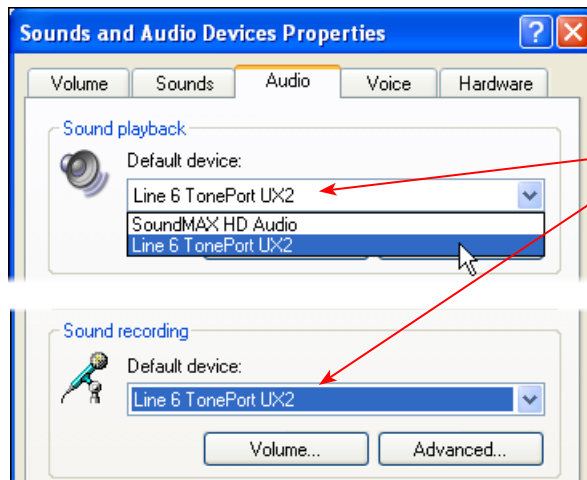 Sounds and Audio Devices Properties
Volume Sounds Audio Voice Hardware
Sound playback
Default device:
Line 6 TonePort UX2
SoundMAX HD Audio
Line 6 TonePort UX2
Sound recording
Default device:
Line 6 TonePort UX2
Volume... Advanced...